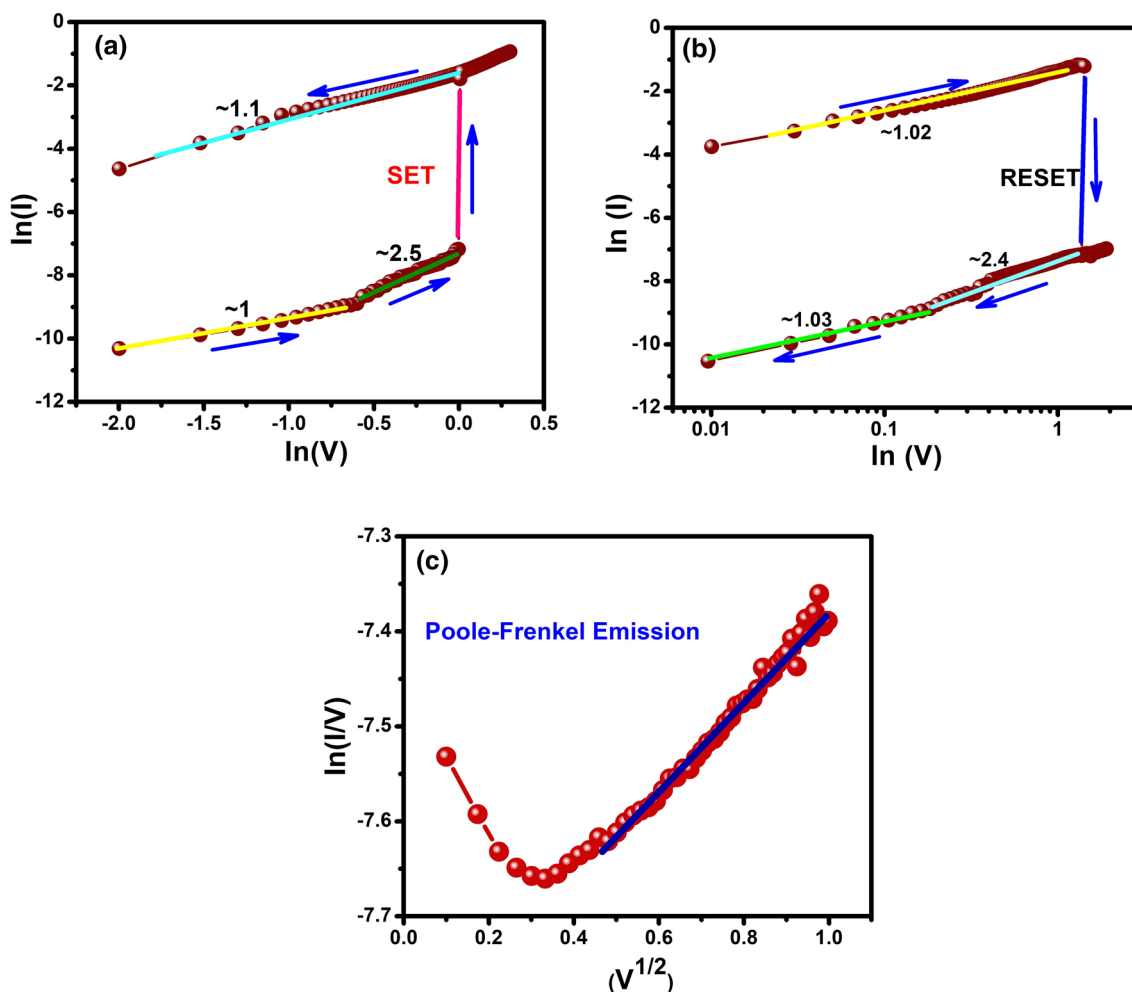 (a)
0
-2
-4
-6
-8
-10
-12
ln(I)
~1.1
SET
~2.5
~1
-2.0 -1.5 -1.0 -0.5 0.0 0.5
ln(V)
(b)
0
-2
-4
-6
-8
-10
-12
ln (I)
~1.02
RESET
~2.4
~1.03
0.01 0.1 1
ln (V)
(c)
-7.3
-7.4
-7.5
-7.6
-7.7
ln(I/V)
Poole-Frenkel Emission
0.0 0.2 0.4 0.6 0.8 1.0
(V^{1/2})